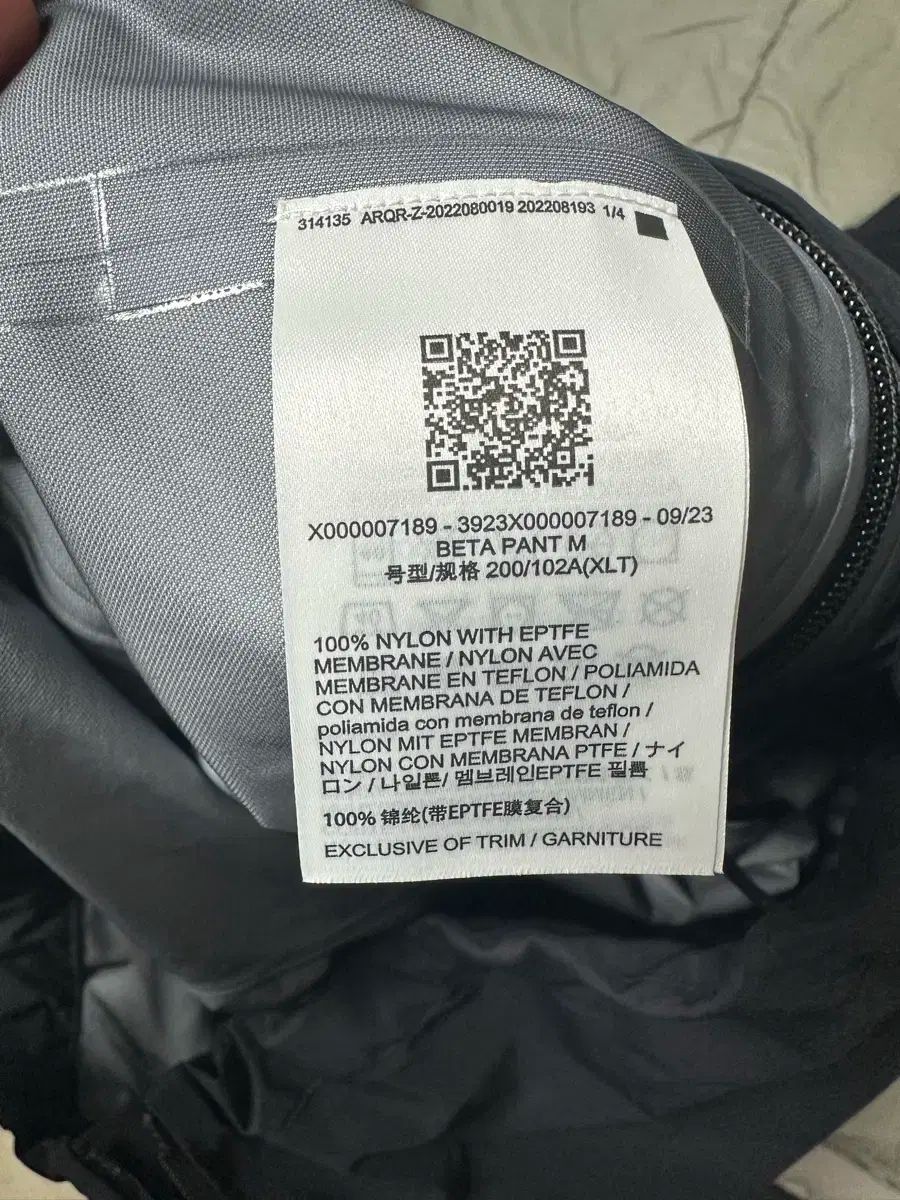 314135 ARQR-Z-2022080019 202208193 1/4
X000007189 - 3923X000007189 - 09/23
BETA PANT M
号型/规格 200/102A(XLT)
100% NYLON WITH EPTFE
MEMBRANE / NYLON AVEC
MEMBRANE EN TEFLON / POLIAMIDA
CON MEMBRANA DE TEFLON /
poliamida con membrana de teflon /
NYLON MIT EPTFE MEMBRAN /
NYLON CON MEMBRANA PTFE / ナイ
ロン / 나일론/ 멤브레인EPTFE 필름
100% 锦纶(带EPTFE膜复合)
EXCLUSIVE OF TRIM / GARNITURE